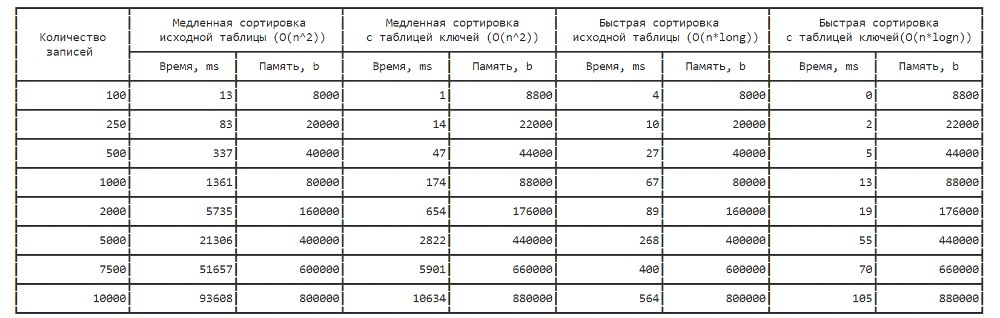 Медленная сортировка Медленная сортировка Быстрая сортировка Быстрая сортировка
Количество исходной таблицы (O(n^2)) с таблицей ключей (O(n^2)) исходной таблицы (O(n*long)) с таблицей ключей(O(n*logn))
записей
Время, ms Память, b Время, ms Память, b Время, ms Память, b Время, ms Память, b
100 13 8000 1 8800 4 8000 0 8800
250 83 20000 14 22000 10 20000 2 22000
500 337 40000 47 44000 27 40000 5 44000
1000 1361 80000 174 88000 67 80000 13 88000
2000 5735 160000 654 176000 89 160000 19 176000
5000 21306 400000 2822 440000 268 400000 55 440000
7500 51657 600000 5901 660000 400 600000 70 660000
10000 93608 800000 10634 880000 564 800000 105 880000